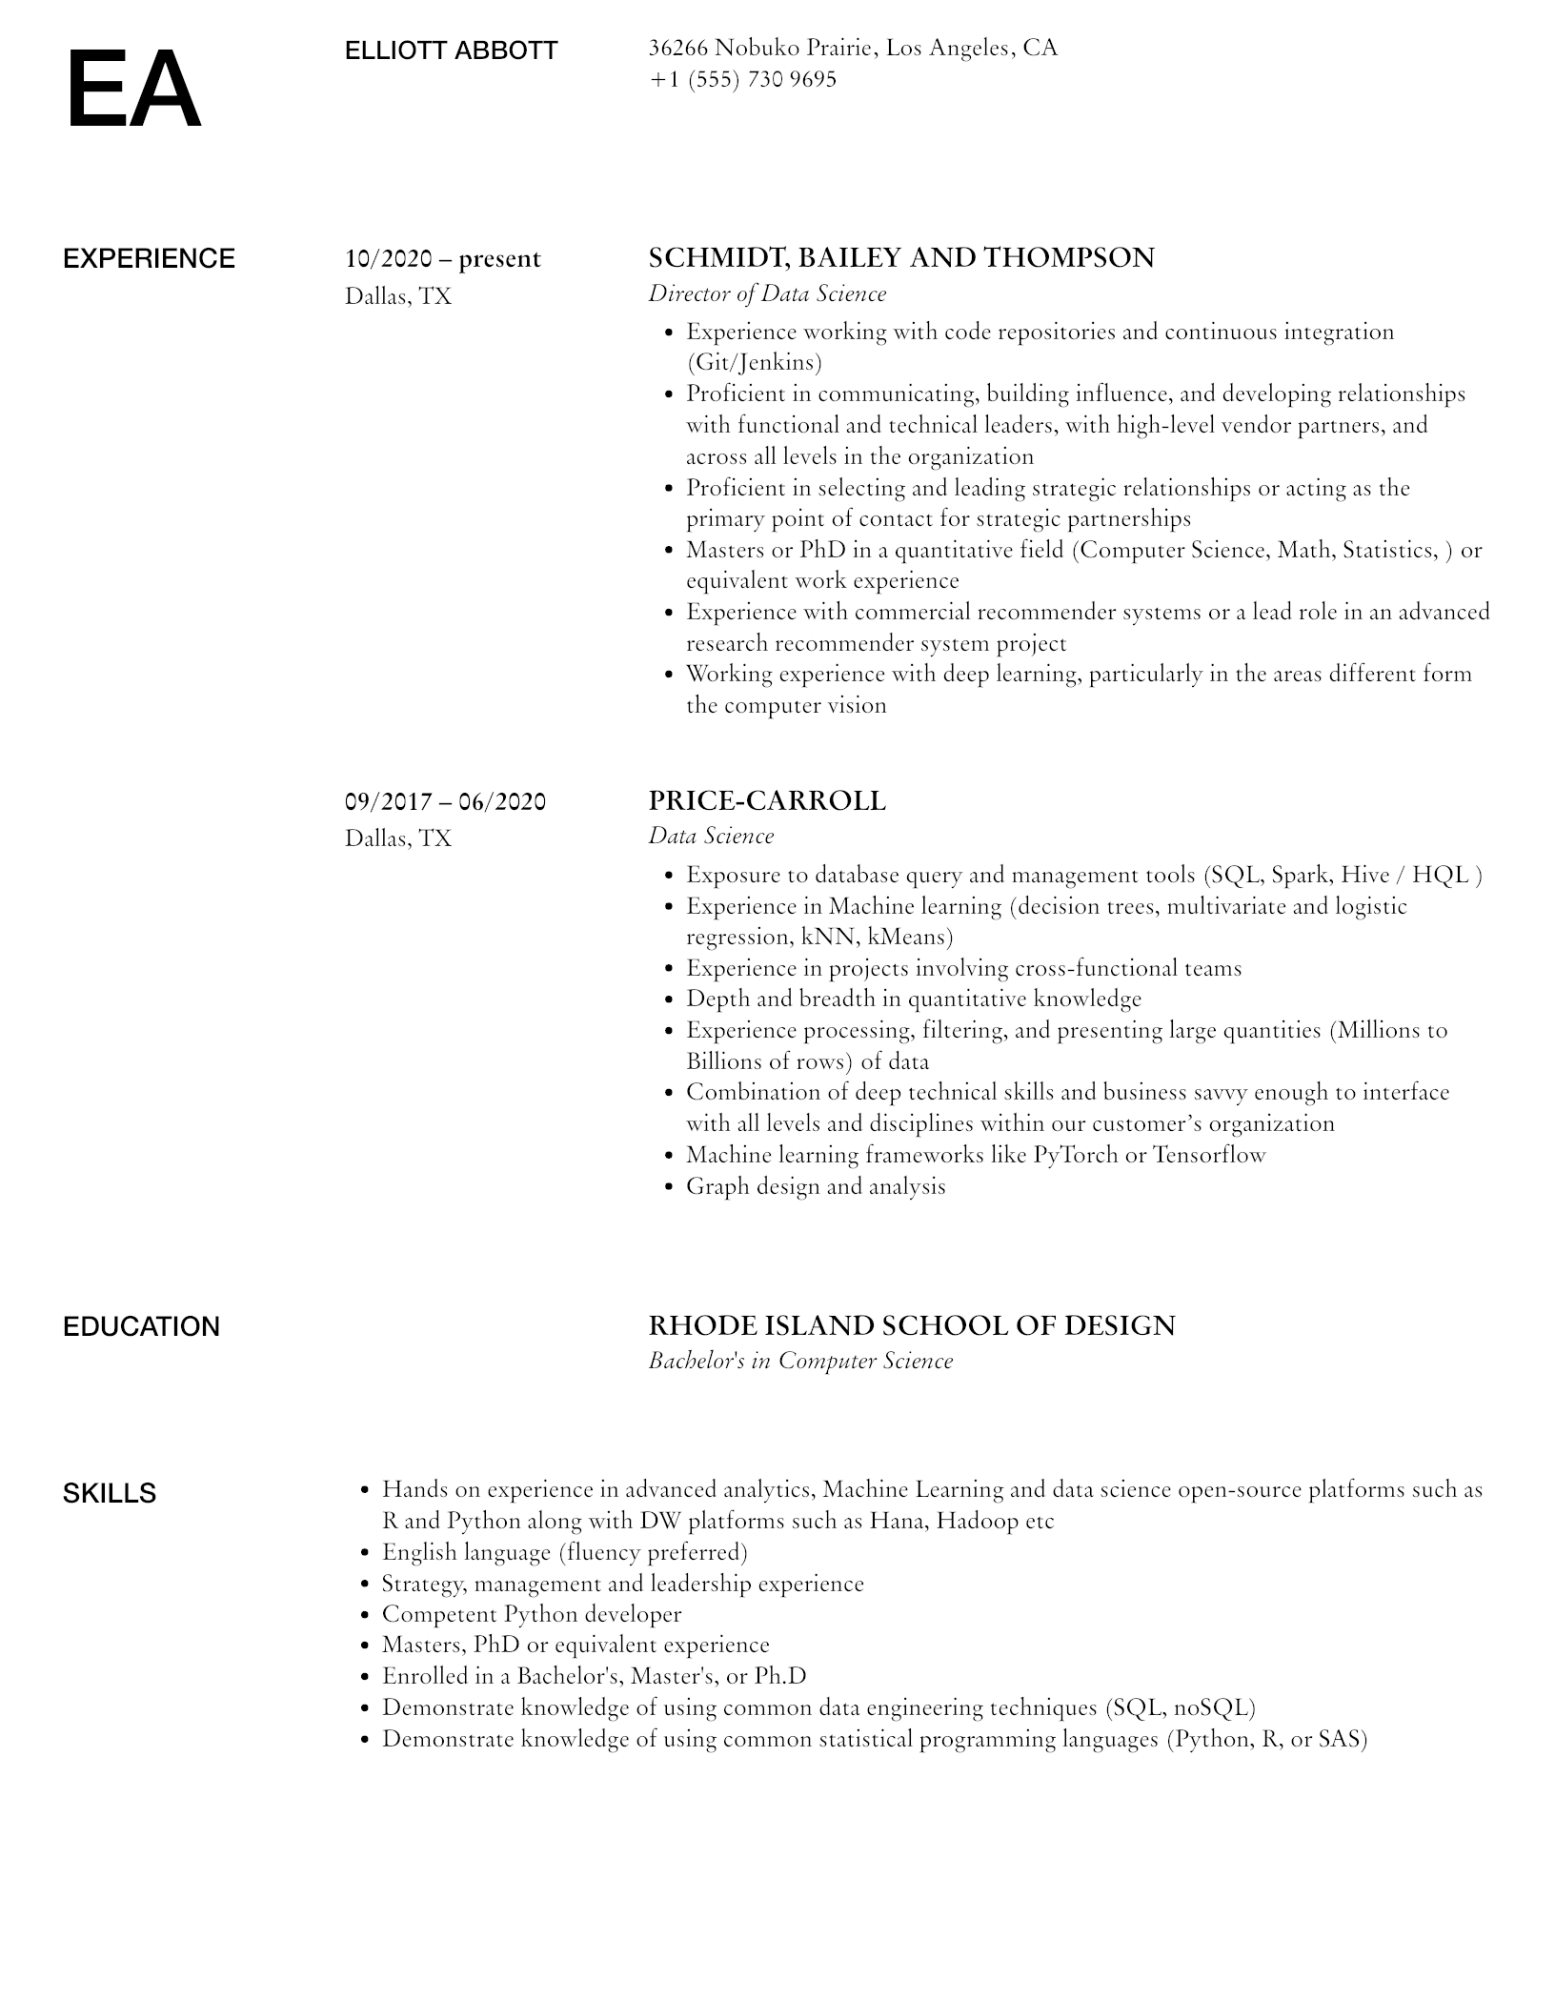 EA
ELLIOTT ABBOTT
36266 Nobuko Prairie, Los Angeles, CA
+1 (555) 730 9695
EXPERIENCE
10/2020 – present
Dallas, TX
SCHMIDT, BAILEY AND THOMPSON
Director of Data Science
• Experience working with code repositories and continuous integration
(Git/Jenkins)
• Proficient in communicating, building influence, and developing relationships
with functional and technical leaders, with high-level vendor partners, and
across all levels in the organization
• Proficient in selecting and leading strategic relationships or acting as the
primary point of contact for strategic partnerships
• Masters or PhD in a quantitative field (Computer Science, Math, Statistics, ) or
equivalent work experience
• Experience with commercial recommender systems or a lead role in an advanced
research recommender system project
• Working experience with deep learning, particularly in the areas different form
the computer vision
09/2017 – 06/2020
Dallas, TX
PRICE-CARROLL
Data Science
• Exposure to database query and management tools (SQL, Spark, Hive / HQL )
• Experience in Machine learning (decision trees, multivariate and logistic
regression, kNN, kMeans)
• Experience in projects involving cross-functional teams
• Depth and breadth in quantitative knowledge
• Experience processing, filtering, and presenting large quantities (Millions to
Billions of rows) of data
• Combination of deep technical skills and business savvy enough to interface
with all levels and disciplines within our customer’s organization
• Machine learning frameworks like PyTorch or Tensorflow
• Graph design and analysis
EDUCATION
RHODE ISLAND SCHOOL OF DESIGN
Bachelor's in Computer Science
SKILLS
• Hands on experience in advanced analytics, Machine Learning and data science open-source platforms such as
R and Python along with DW platforms such as Hana, Hadoop etc
• English language (fluency preferred)
• Strategy, management and leadership experience
• Competent Python developer
• Masters, PhD or equivalent experience
• Enrolled in a Bachelor's, Master's, or Ph.D
• Demonstrate knowledge of using common data engineering techniques (SQL, noSQL)
• Demonstrate knowledge of using common statistical programming languages (Python, R, or SAS)